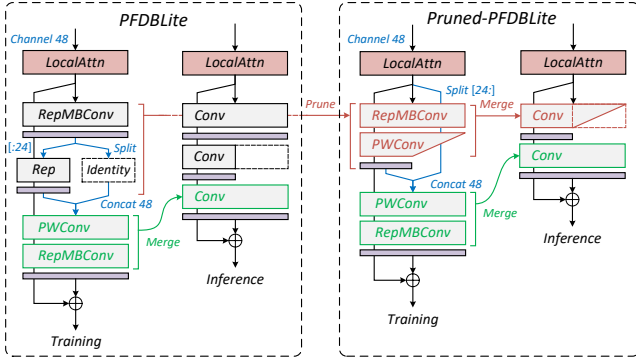 PFDBLite
Channel 48
LocalAttn
RepMBConv
[:24]
Split
Rep
Identity
Concat 48
PWConv
RepMBConv
Merge
Training
LocalAttn
Conv
Conv
Conv
Inference
Prune
Pruned-PFDBLite
Channel 48
LocalAttn
Split [24:]
RepMBConv
PWConv
Merge
Concat 48
PWConv
RepMBConv
Merge
Training
LocalAttn
Conv
Conv
Inference